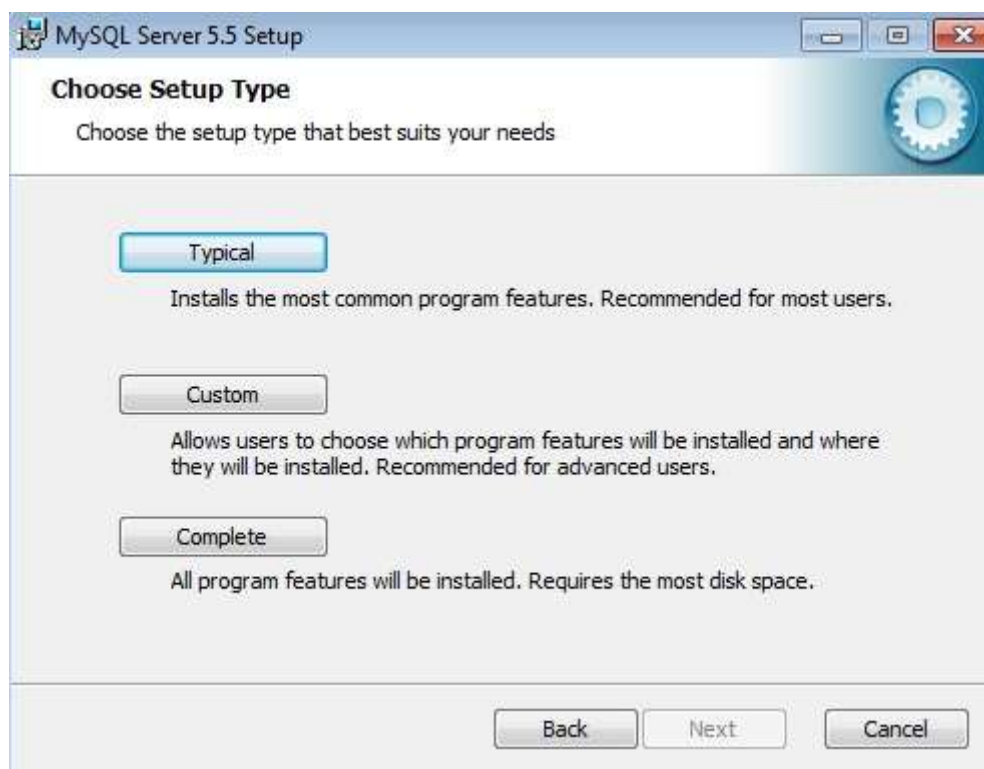 MySQL Server 5.5 Setup
Choose Setup Type
Choose the setup type that best suits your needs
Typical
Installs the most common program features. Recommended for most users.
Custom
Allows users to choose which program features will be installed and where
they will be installed. Recommended for advanced users.
Complete
All program features will be installed. Requires the most disk space.
Back Next Cancel